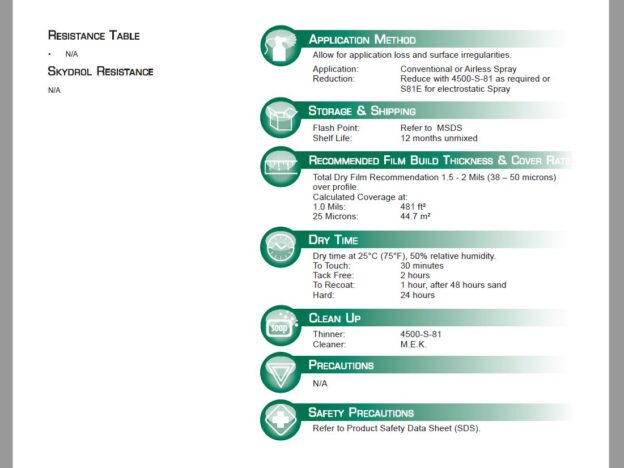 Resistance Table
• N/A
Skydrol Resistance
N/A
Application Method
Allow for application loss and surface irregularities.
Application: Conventional or Airless Spray
Reduction: Reduce with 4500-S-81 as required or
S81E for electrostatic Spray
Storage & Shipping
Flash Point: Refer to MSDS
Shelf Life: 12 months unmixed
Recommended Film Build Thickness & Cover Rate
Total Dry Film Recommendation 1.5 - 2 Mils (38 – 50 microns)
over profile.
Calculated Coverage at:
1.0 Mils: 481 ft²
25 Microns: 44.7 m²
Dry Time
Dry time at 25°C (75°F), 50% relative humidity.
To Touch: 30 minutes
Tack Free: 2 hours
To Recoat: 1 hour, after 48 hours sand
Hard: 24 hours
Clean Up
soap
Thinner: 4500-S-81
Cleaner: M.E.K.
Precautions
N/A
Safety Precautions
Refer to Product Safety Data Sheet (SDS).